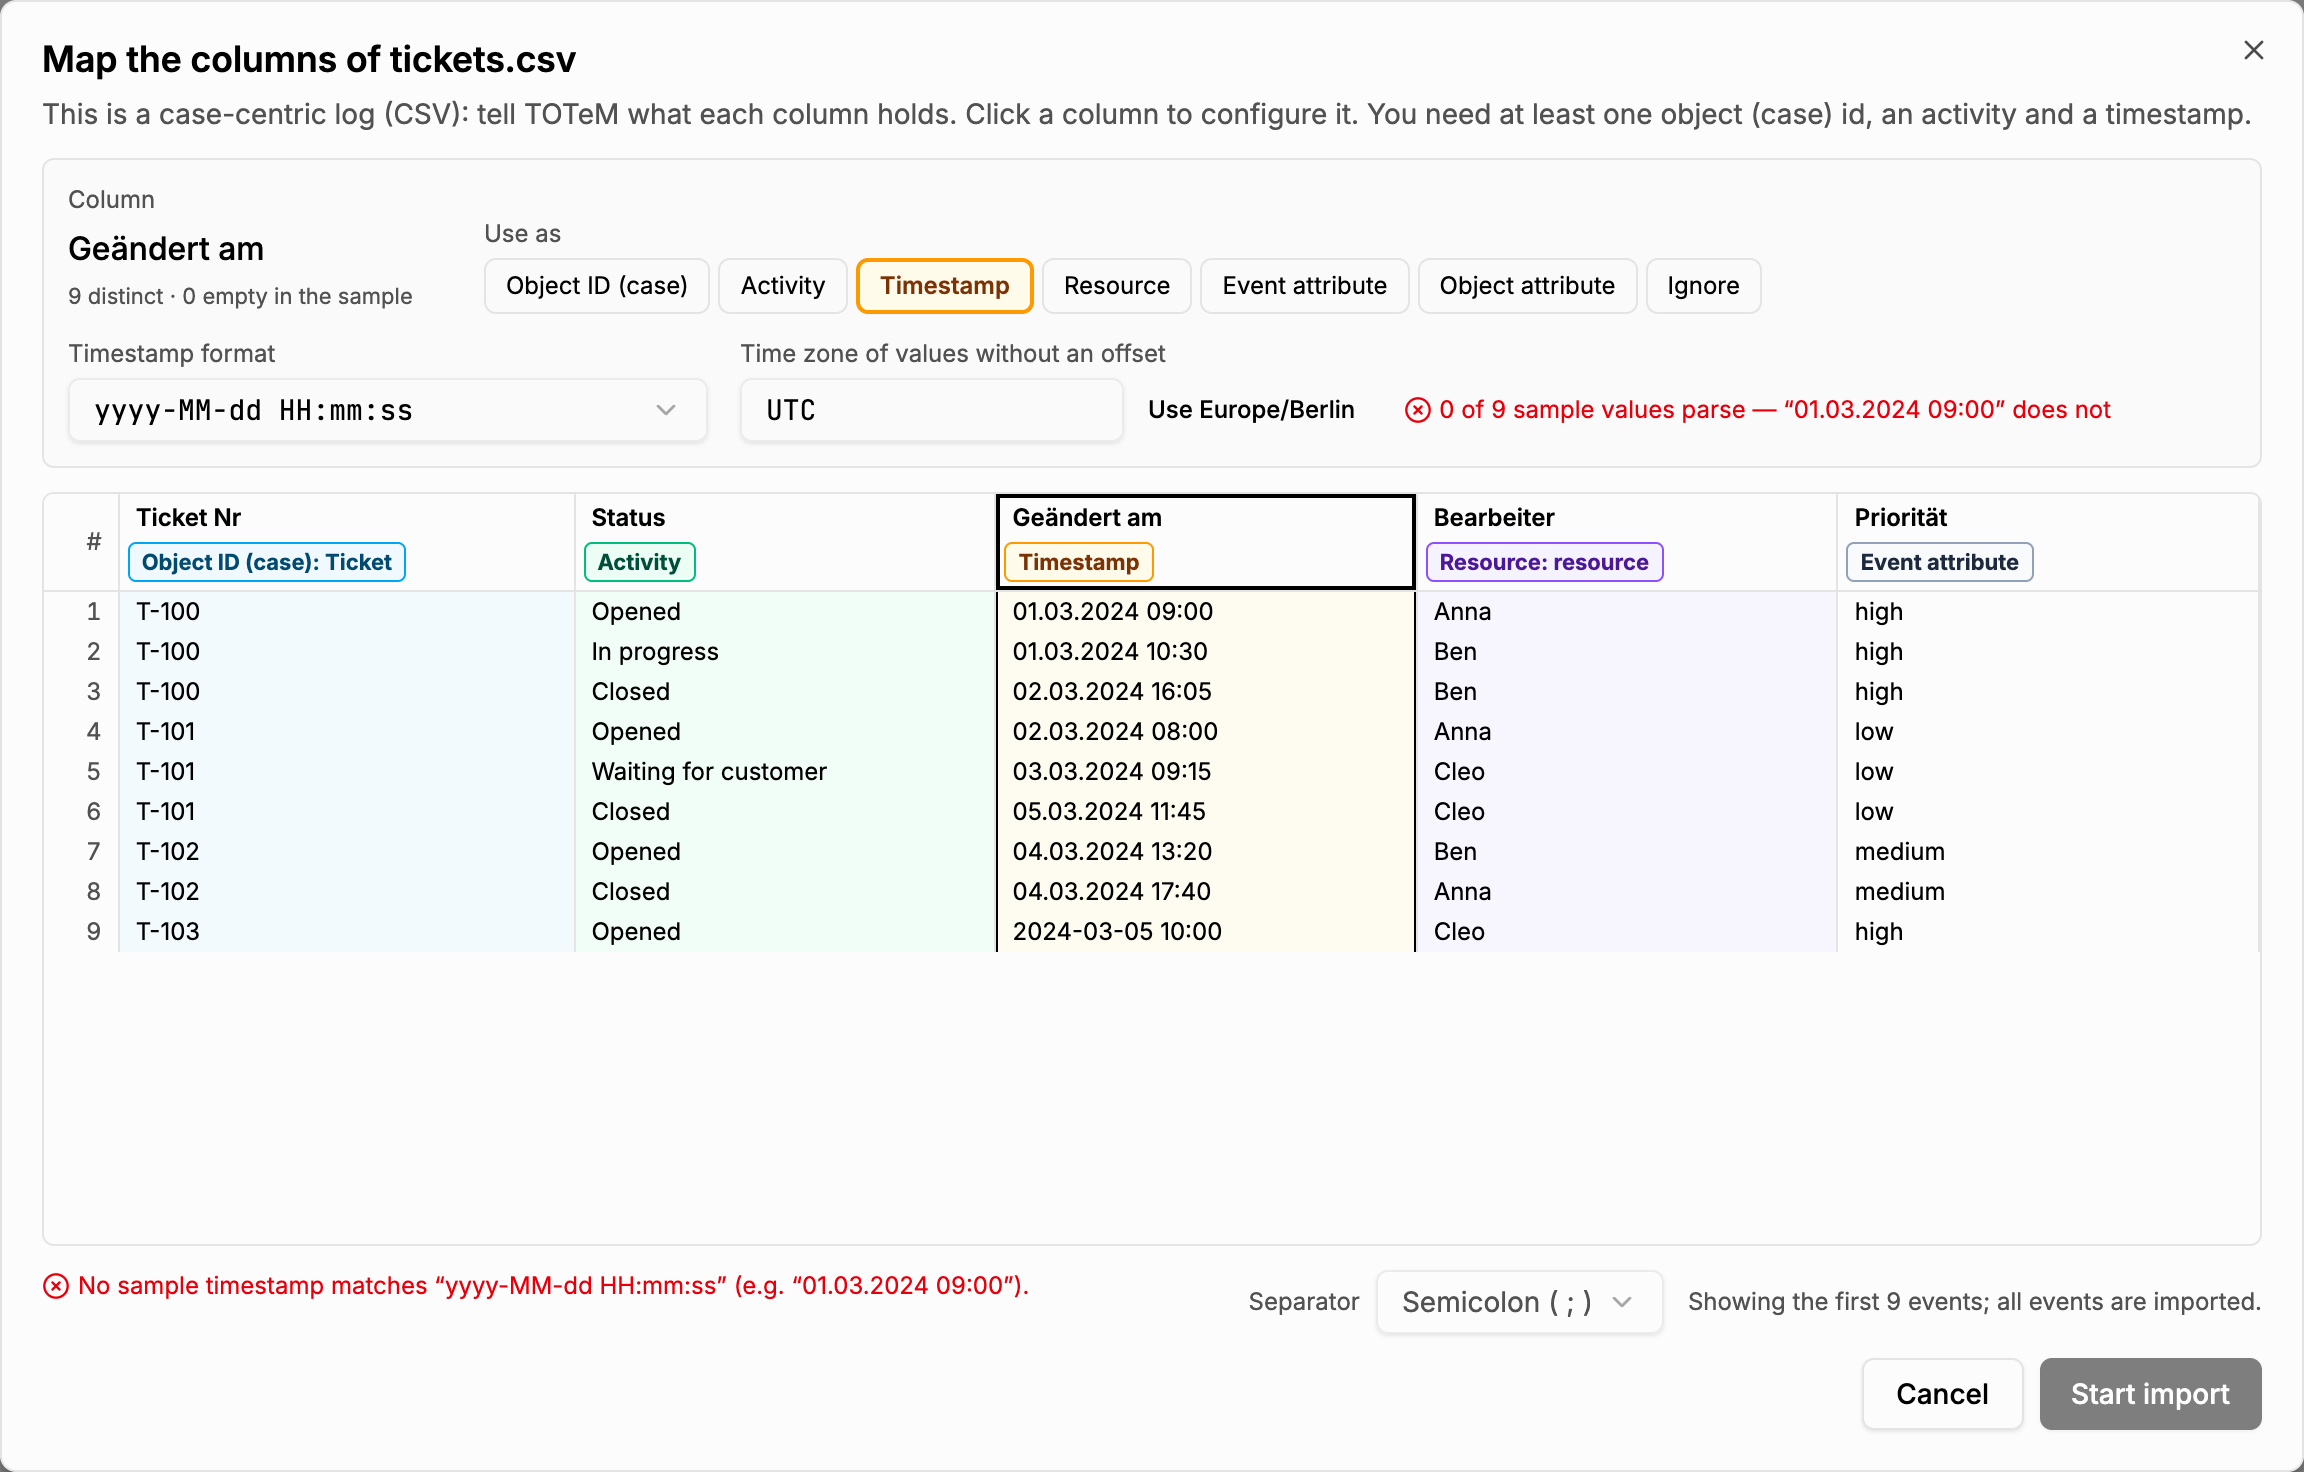 Map the columns of tickets.csv
This is a case-centric log (CSV): tell TOTeM what each column holds. Click a column to configure it. You need at least one object (case) id, an activity and a timestamp.
Column
Geändert am
9 distinct · 0 empty in the sample
Use as
Object ID (case) Activity Timestamp Resource Event attribute Object attribute Ignore
Timestamp format
yyyy-MM-dd HH:mm:ss
Time zone of values without an offset
UTC
Use Europe/Berlin
0 of 9 sample values parse — “01.03.2024 09:00” does not
# Ticket Nr Status Geändert am Bearbeiter Priorität
Object ID (case): Ticket Activity Timestamp Resource: resource Event attribute
1 T-100 Opened 01.03.2024 09:00 Anna high
2 T-100 In progress 01.03.2024 10:30 Ben high
3 T-100 Closed 02.03.2024 16:05 Ben high
4 T-101 Opened 02.03.2024 08:00 Anna low
5 T-101 Waiting for customer 03.03.2024 09:15 Cleo low
6 T-101 Closed 05.03.2024 11:45 Cleo low
7 T-102 Opened 04.03.2024 13:20 Ben medium
8 T-102 Closed 04.03.2024 17:40 Anna medium
9 T-103 Opened 2024-03-05 10:00 Cleo high
No sample timestamp matches “yyyy-MM-dd HH:mm:ss” (e.g. “01.03.2024 09:00”).
Separator Semicolon ( ; ) Showing the first 9 events; all events are imported.
Cancel Start import